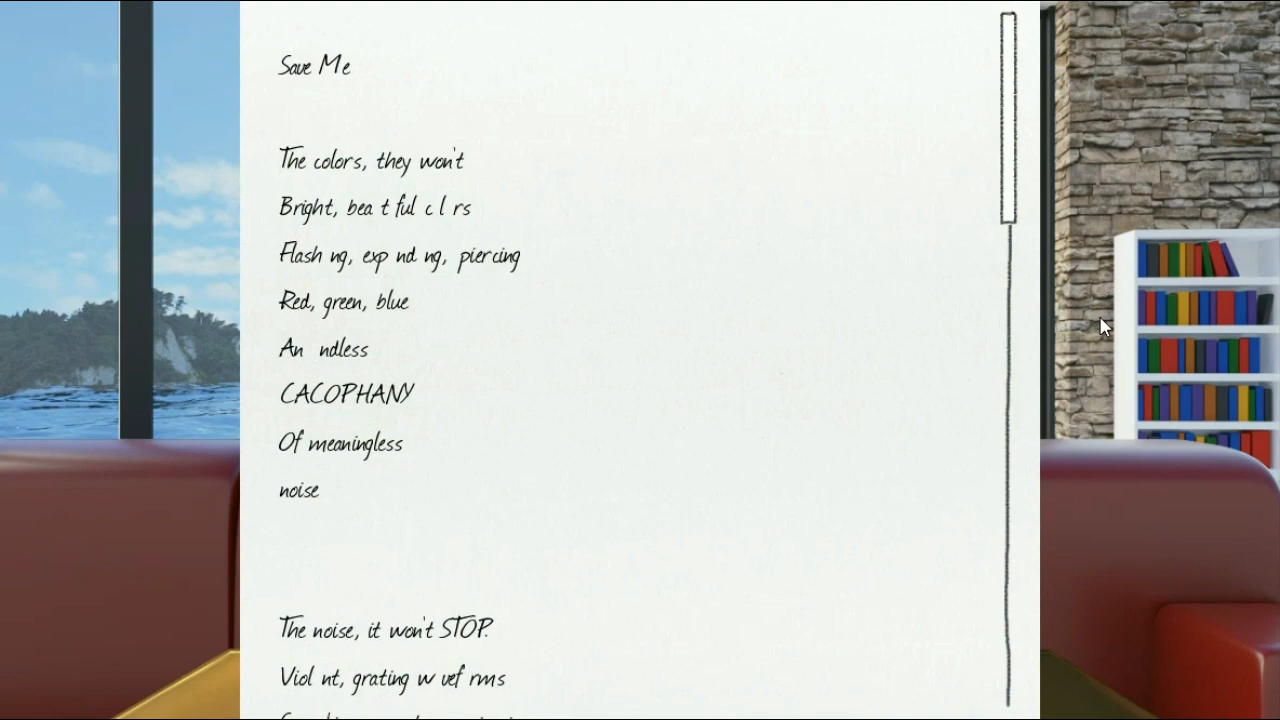 Save Me
The colors, they won't
Bright, bea t ful c l rs
Flash ng, exp nd ng, piercing
Red, green, blue
An  ndless
CACOPHANY
Of meaningless
noise
The noise, it won't STOP.
Viol nt, grating w vef rms